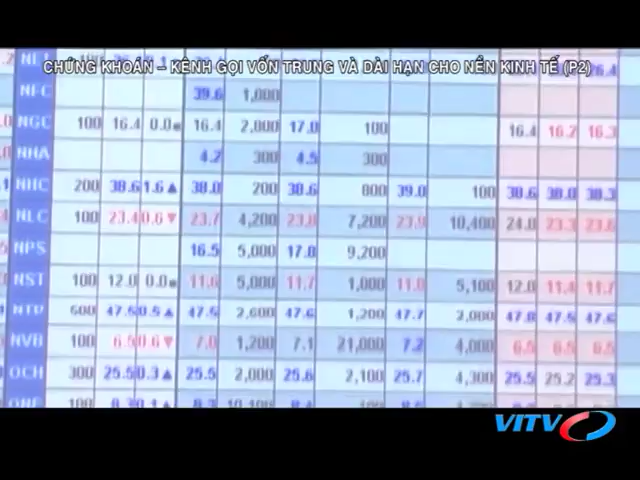 CHỨNG KHOÁN – KÊNH GỌI VỐN TRUNG VÀ DÀI HẠN CHO NỀN KINH TẾ (P2)
NFC 39.6 1,000
NGC 100 16.4 0.0 16.4 2,000 17.0 100 16.4 16.2 16.3
NHA 4.2 300 4.5 300
NHC 200 38.6 1.6 ▲ 38.0 200 38.6 800 39.0 100 38.6 38.0 38.3
NLC 100 23.4 0.6 ▼ 23.7 4,200 23.8 7,200 23.9 10,400 24.0 23.3 23.6
NPS 16.5 5,000 17.0 9,200
NST 100 12.0 0.0 11.6 5,000 11.7 1,000 11.8 5,100 12.0 11.4 11.7
NTP 600 47.5 0.5 ▲ 47.5 2,600 47.6 1,200 47.7 2,000 47.8 47.5 47.6
NVB 100 6.5 0.6 ▼ 7.0 1,200 7.1 21,000 7.2 4,000 6.5 6.5 6.5
OCH 300 25.5 0.3 ▲ 25.5 2,000 25.6 2,100 25.7 4,300 25.5 25.2 25.3
VITV